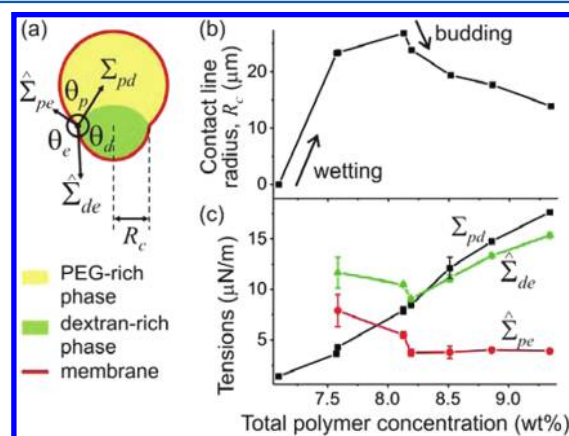 (a)
θp
Σpd
Σ̂pe
θe
θd
Σ̂de
Rc
PEG-rich
phase
dextran-rich
phase
membrane
(b)
Contact line
radius, Rc (μm)
20
10
0
budding
wetting
(c)
Tensions (μN/m)
15
10
5
Σpd
Σ̂de
Σ̂pe
7.5
8.0
8.5
9.0
Total polymer concentration (wt%)